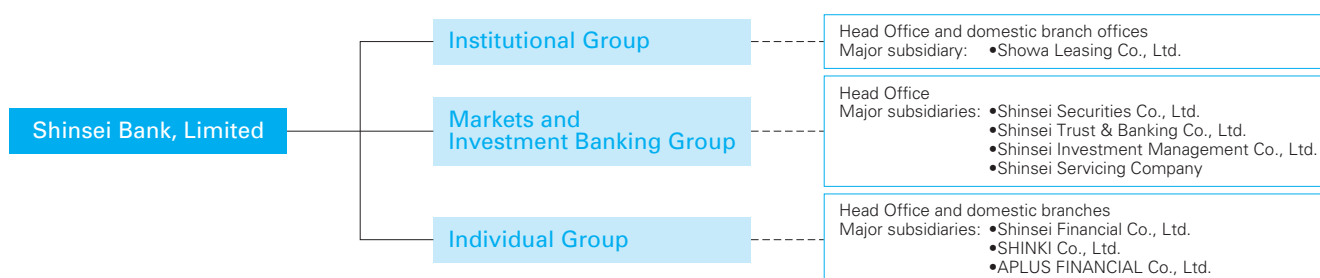 Shinsei Bank, Limited
Institutional Group
Head Office and domestic branch offices
Major subsidiary: •Showa Leasing Co., Ltd.
Markets and
Investment Banking Group
Head Office
Major subsidiaries: •Shinsei Securities Co., Ltd.
•Shinsei Trust & Banking Co., Ltd.
•Shinsei Investment Management Co., Ltd.
•Shinsei Servicing Company
Individual Group
Head Office and domestic branches
Major subsidiaries: •Shinsei Financial Co., Ltd.
•SHINKI Co., Ltd.
•APLUS FINANCIAL Co., Ltd.